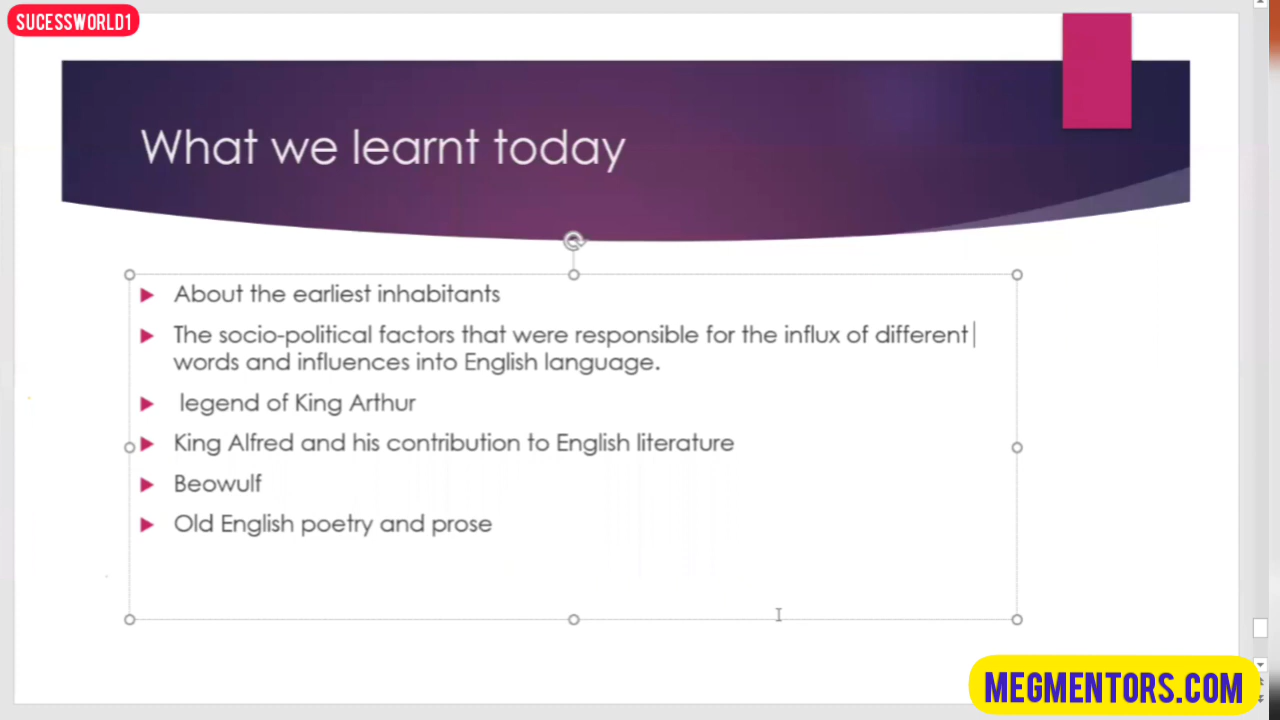 SUCESSWORLD1
What we learnt today
About the earliest inhabitants
The socio-political factors that were responsible for the influx of different
words and influences into English language.
legend of King Arthur
King Alfred and his contribution to English literature
Beowulf
Old English poetry and prose
MEGMENTORS.COM